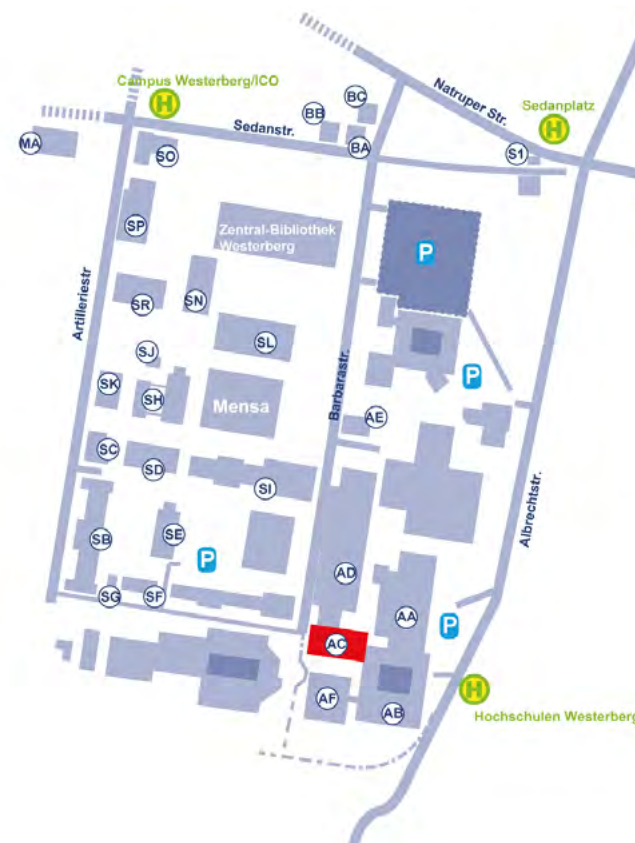 Campus Westerberg/ICO
H
Natruper Str.
Sedanplatz
H
BC
BB
Sedanstr.
BA
S1
MA
SO
SP
Zentral-Bibliothek
Westerberg
P
SR
SN
Artilleriestr
SL
SJ
Barbarastr.
P
SK
SH
Mensa
AE
SC
SD
SI
Albrechtstr.
SB
SE
P
AD
SG
SF
AA
P
AC
AF
AB
H
Hochschulen Westerberg